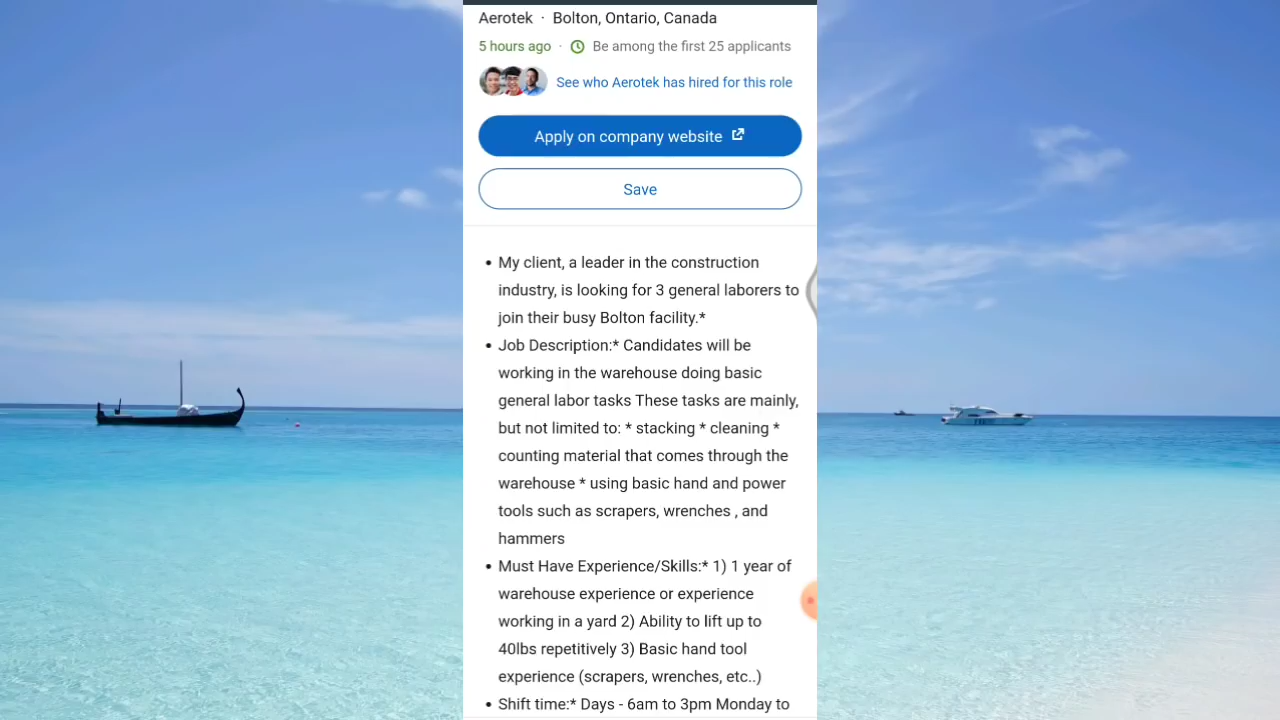 Aerotek · Bolton, Ontario, Canada
5 hours ago · Be among the first 25 applicants
See who Aerotek has hired for this role
Apply on company website
Save
• My client, a leader in the construction
industry, is looking for 3 general laborers to
join their busy Bolton facility.*
• Job Description:* Candidates will be
working in the warehouse doing basic
general labor tasks These tasks are mainly,
but not limited to: * stacking * cleaning *
counting material that comes through the
warehouse * using basic hand and power
tools such as scrapers, wrenches , and
hammers
• Must Have Experience/Skills:* 1) 1 year of
warehouse experience or experience
working in a yard 2) Ability to lift up to
40lbs repetitively 3) Basic hand tool
experience (scrapers, wrenches, etc..)
• Shift time:* Days - 6am to 3pm Monday to